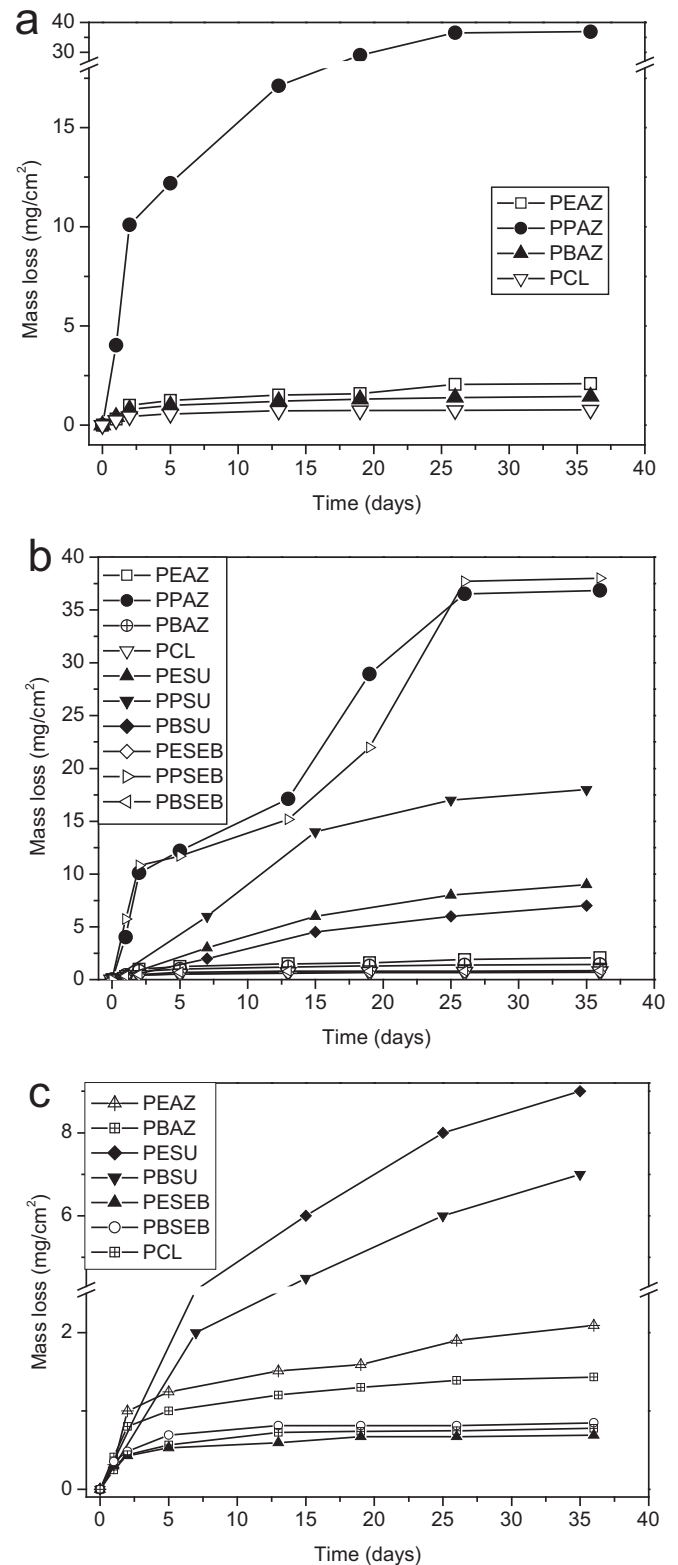 a
40
30
15
10
5
0
Mass loss (mg/cm²)
PEAZ
PPAZ
PBAZ
PCL
0 5 10 15 20 25 30 35 40
Time (days)
b
40
35
30
25
20
15
10
5
0
Mass loss (mg/cm²)
PEAZ
PPAZ
PBAZ
PCL
PESU
PPSU
PBSU
PESEB
PPSEB
PBSEB
0 5 10 15 20 25 30 35 40
Time (days)
c
8
6
2
0
Mass loss (mg/cm²)
PEAZ
PBAZ
PESU
PBSU
PESEB
PBSEB
PCL
0 5 10 15 20 25 30 35 40
Time (days)